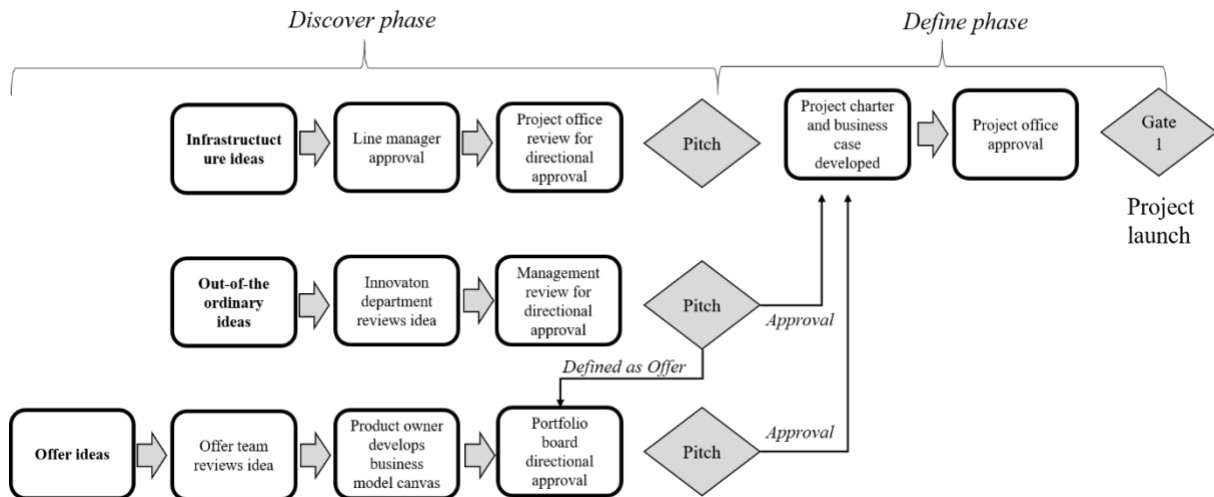 Discover phase
Define phase
Infrastructuct
ure ideas
Line manager
approval
Project office
review for
directional
approval
Pitch
Project charter
and business
case
developed
Project office
approval
Gate
1
Project
launch
Out-of-the
ordinary
ideas
Innovaton
department
reviews idea
Management
review for
directional
approval
Pitch
Approval
Defined as Offer
Offer ideas
Offer team
reviews idea
Product owner
develops
business
model canvas
Portfolio
board
directional
approval
Pitch
Approval